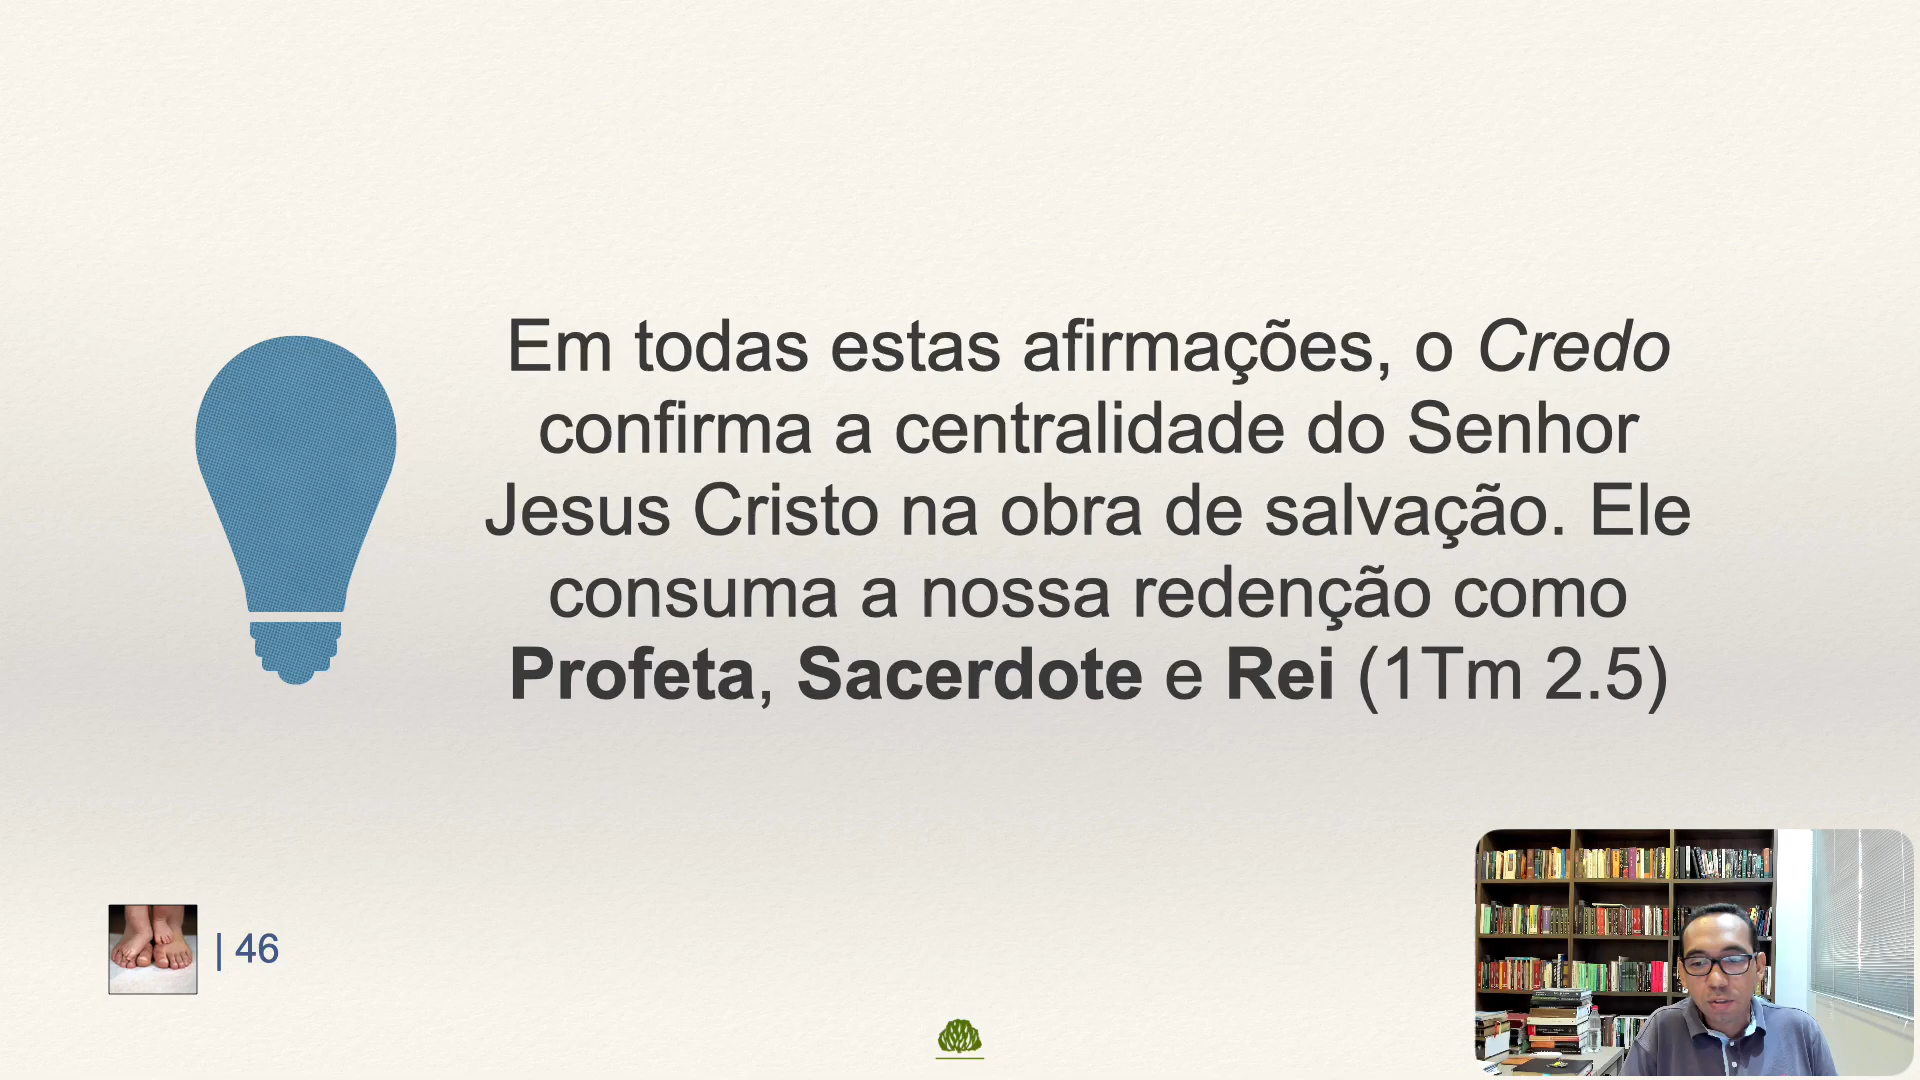 Em todas estas afirmações, o Credo
confirma a centralidade do Senhor
Jesus Cristo na obra de salvação. Ele
consuma a nossa redenção como
Profeta, Sacerdote e Rei (1Tm 2.5)
| 46